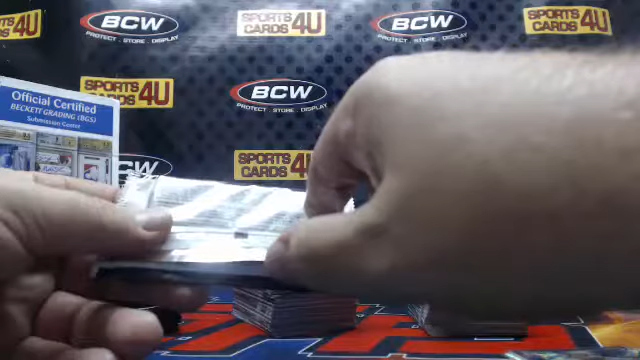 4U
BCW
PROTECT . STORE . DISPLAY
SPORTS
CARDS 4U
BCW
PROTECT . STORE . DISPLAY
SPORTS
CARDS 4U
SPORTS
CARDS 4U
BCW
PROTECT . STORE . DISPLAY
Official Certified
BECKETT GRADING (BGS)
Submission Center
SPORTS
CARDS